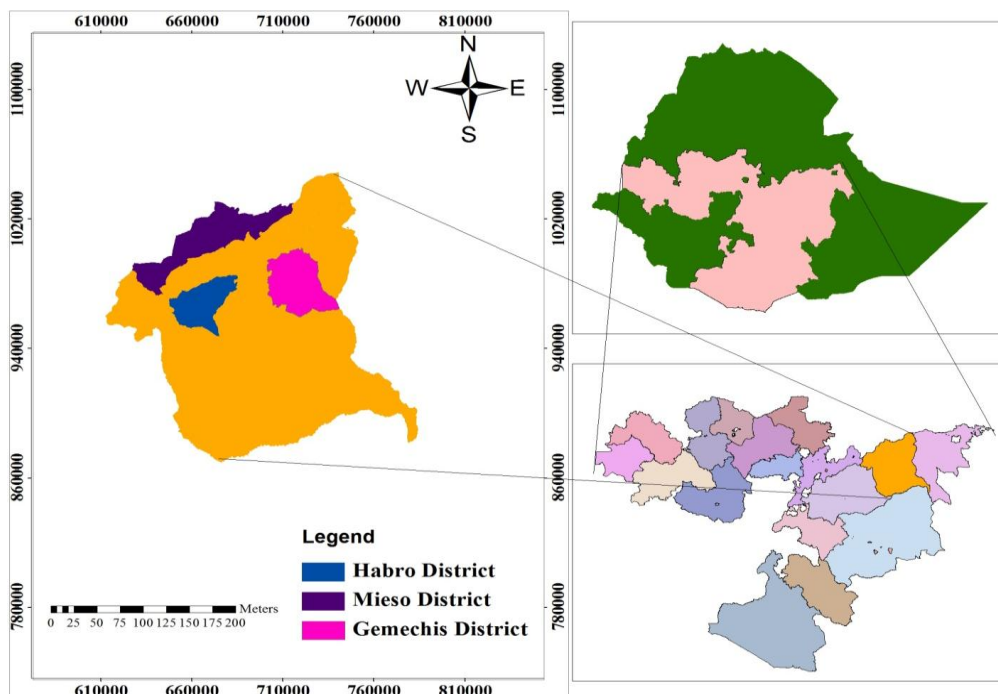 610000 660000 710000 760000 810000
N
W E
S
1100000
1100000
1020000
1020000
940000
940000
860000
860000
780000
780000
Legend
Habro District
Mieso District
Gemechis District
Meters
0 25 50 75 100 125 150 175 200
610000 660000 710000 760000 810000